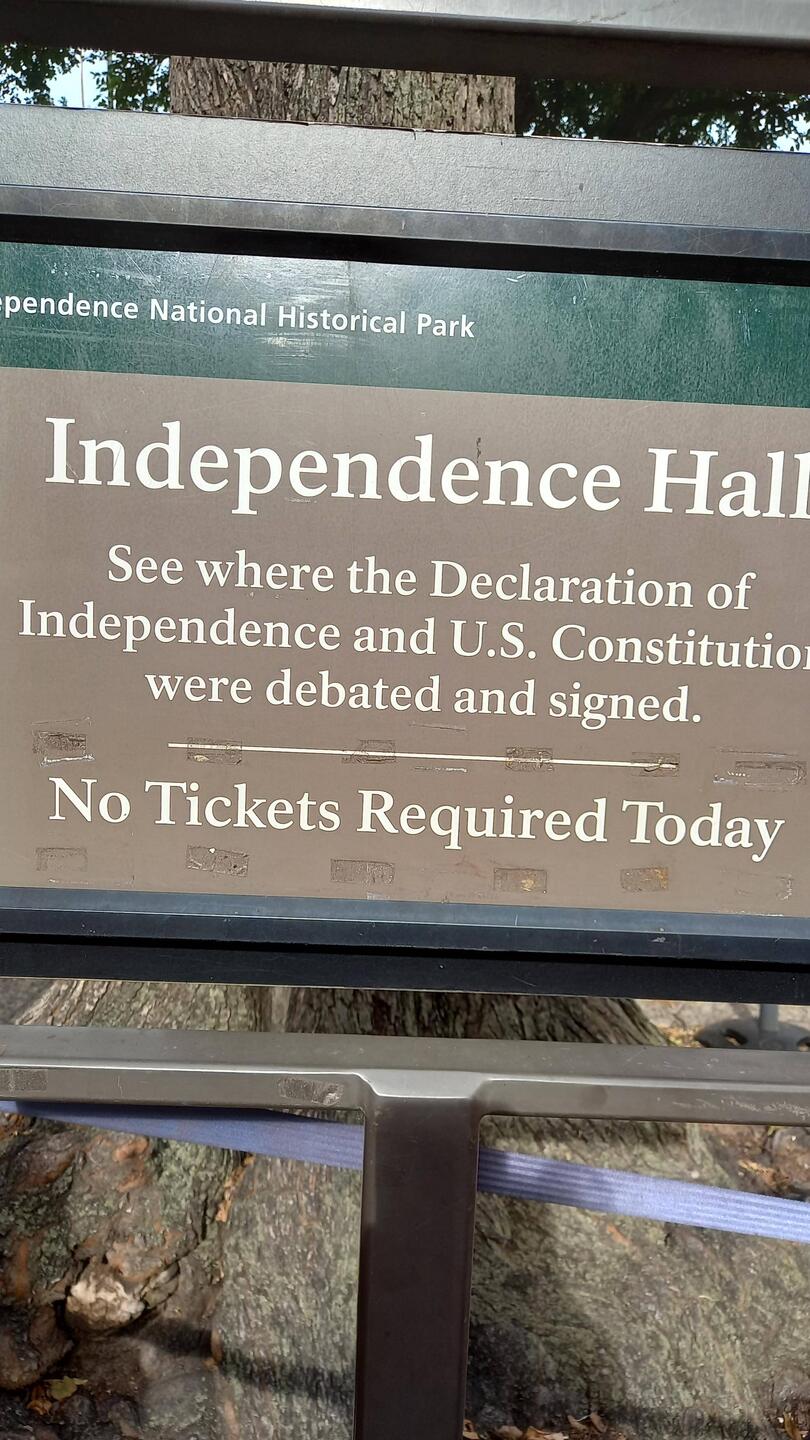 ependence National Historical Park
Independence Hall
See where the Declaration of
Independence and U.S. Constitution
were debated and signed.
No Tickets Required Today